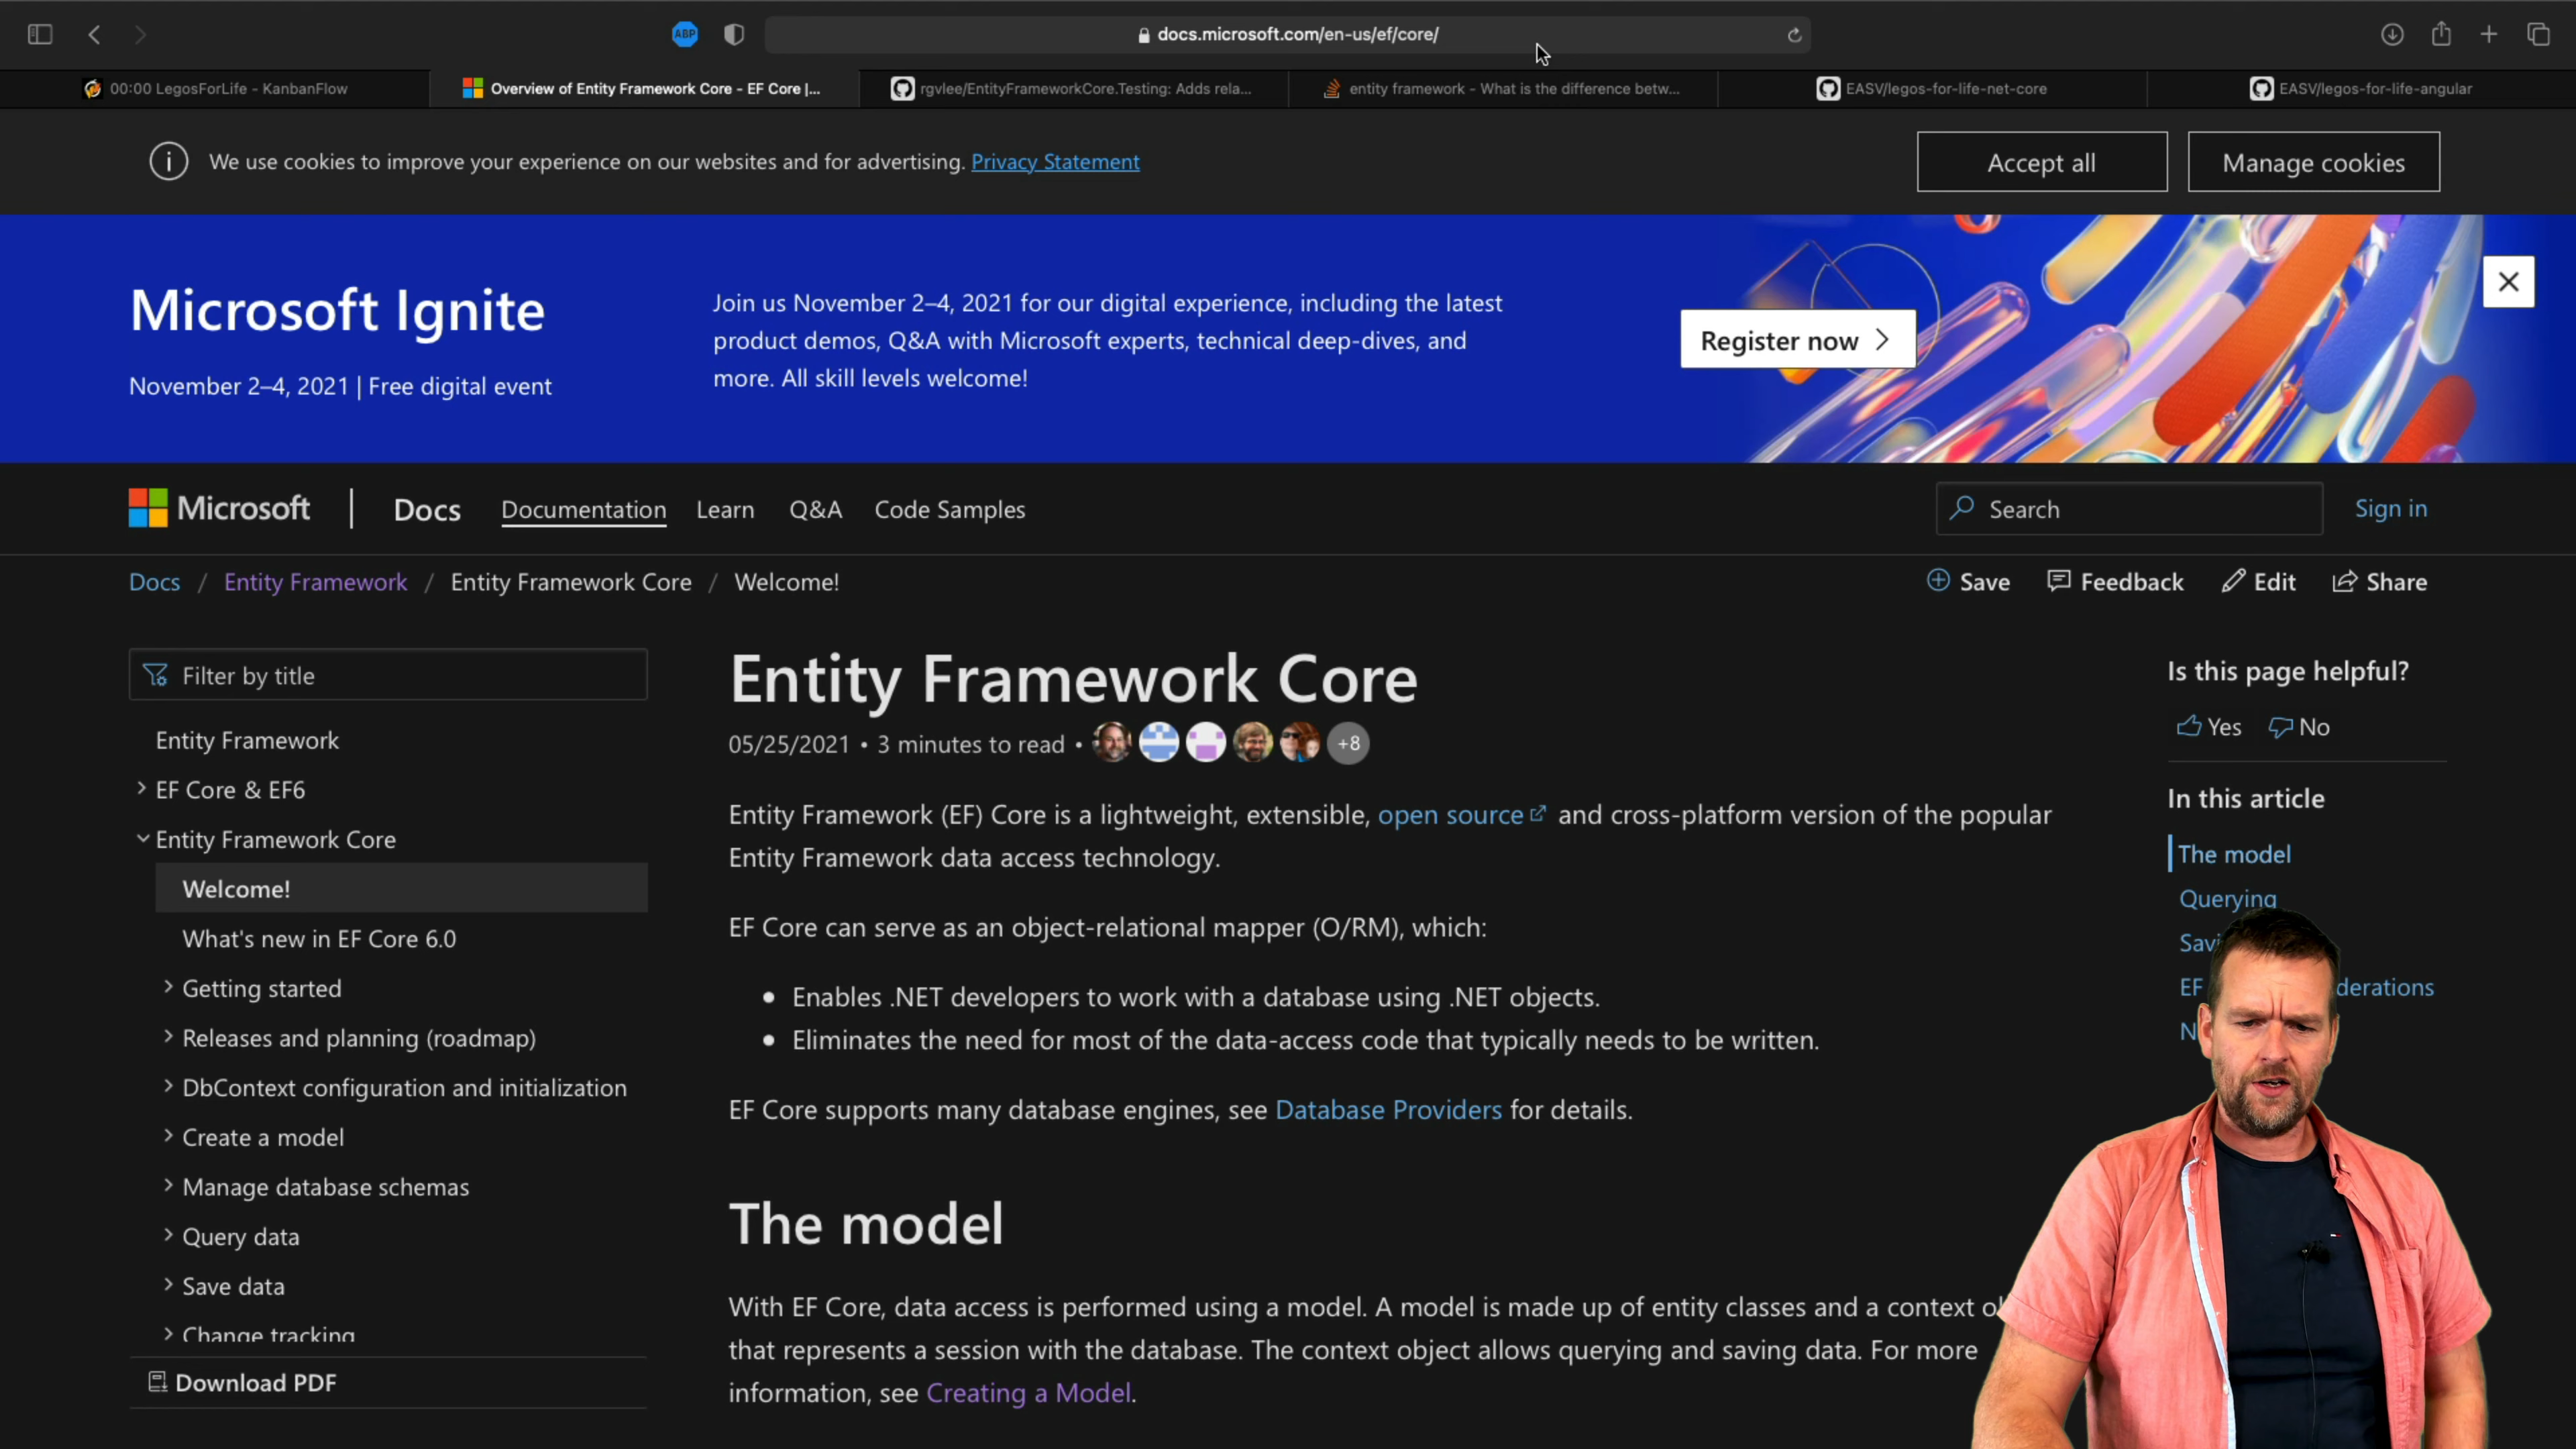 ABP
docs.microsoft.com/en-us/ef/core/
00:00 LegosForLife - KanbanFlow
Overview of Entity Framework Core - EF Core |...
rgvlee/EntityFrameworkCore.Testing: Adds rela...
entity framework - What is the difference betw...
EASV/legos-for-life-net-core
EASV/legos-for-life-angular
We use cookies to improve your experience on our websites and for advertising. Privacy Statement
Accept all
Manage cookies
Microsoft Ignite
November 2–4, 2021 | Free digital event
Join us November 2–4, 2021 for our digital experience, including the latest
product demos, Q&A with Microsoft experts, technical deep-dives, and
more. All skill levels welcome!
Register now
Microsoft | Docs Documentation Learn Q&A Code Samples
Search
Sign in
Docs / Entity Framework / Entity Framework Core / Welcome!
Save Feedback Edit Share
Filter by title
Entity Framework
EF Core & EF6
Entity Framework Core
Welcome!
What's new in EF Core 6.0
Getting started
Releases and planning (roadmap)
DbContext configuration and initialization
Create a model
Manage database schemas
Query data
Save data
Change tracking
Download PDF
Entity Framework Core
05/25/2021 • 3 minutes to read • +8
Entity Framework (EF) Core is a lightweight, extensible, open source and cross-platform version of the popular
Entity Framework data access technology.
EF Core can serve as an object-relational mapper (O/RM), which:
• Enables .NET developers to work with a database using .NET objects.
• Eliminates the need for most of the data-access code that typically needs to be written.
EF Core supports many database engines, see Database Providers for details.
The model
With EF Core, data access is performed using a model. A model is made up of entity classes and a context
that represents a session with the database. The context object allows querying and saving data. For more
information, see Creating a Model.
Is this page helpful?
Yes No
In this article
The model
Querying
EF